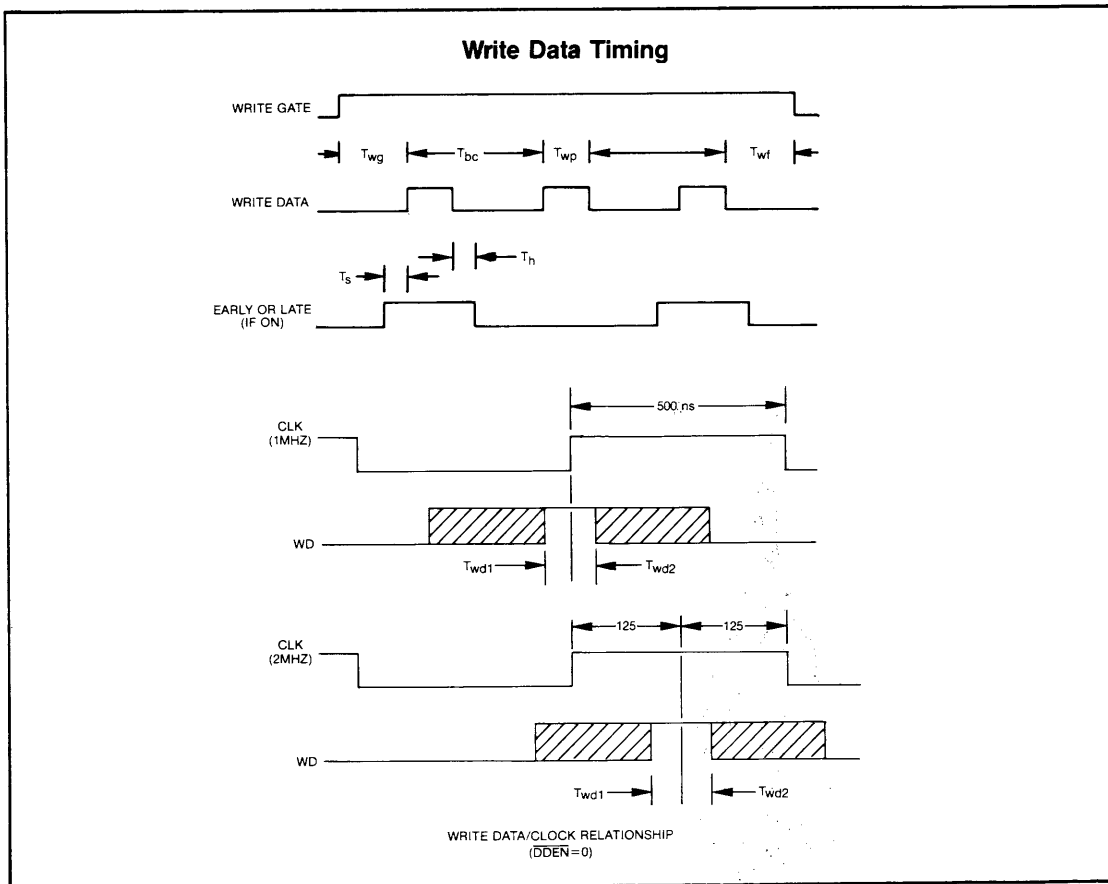 Write Data Timing
WRITE GATE
Twg Tbc Twp Twf
WRITE DATA
Th
Ts
EARLY OR LATE
(IF ON)
500 ns
CLK
(1MHZ)
WD
Twd1 Twd2
125 125
CLK
(2MHZ)
WD
Twd1 Twd2
WRITE DATA/CLOCK RELATIONSHIP
(D̅D̅E̅N̅=0)